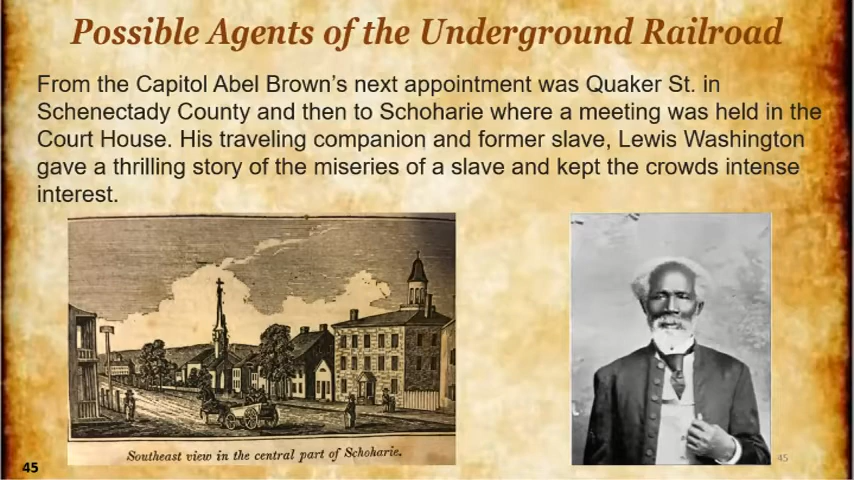 Possible Agents of the Underground Railroad
From the Capitol Abel Brown’s next appointment was Quaker St. in
Schenectady County and then to Schoharie where a meeting was held in the
Court House. His traveling companion and former slave, Lewis Washington
gave a thrilling story of the miseries of a slave and kept the crowds intense
interest.
Southeast view in the central part of Schoharie.
45
45